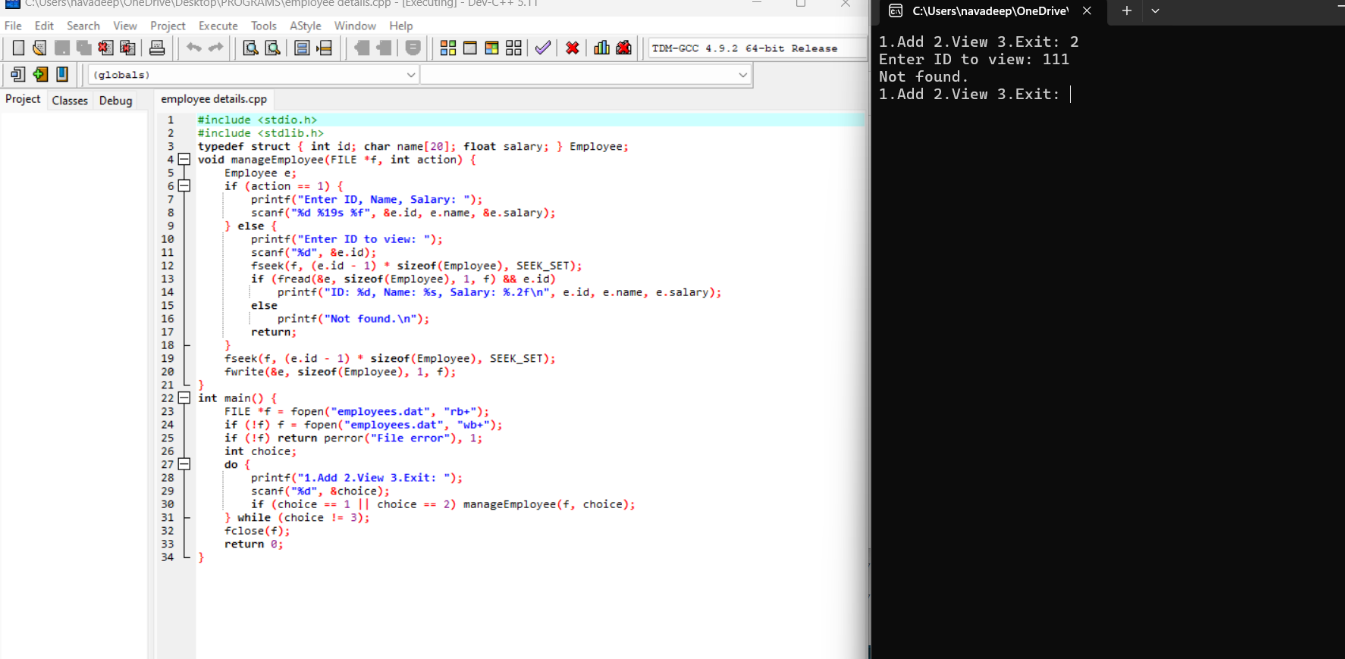 C:\Users\navadeep\OneDrive\Desktop\PROGRAMS\employee details.cpp - [Executing] - Dev-C++ 5.11
File Edit Search View Project Execute Tools AStyle Window Help
TDM-GCC 4.9.2 64-bit Release
(globals)
Project Classes Debug
employee details.cpp
1 #include <stdio.h>
2 #include <stdlib.h>
3 typedef struct { int id; char name[20]; float salary; } Employee;
4 void manageEmployee(FILE *f, int action) {
5 Employee e;
6 if (action == 1) {
7 printf("Enter ID, Name, Salary: ");
8 scanf("%d %19s %f", &e.id, e.name, &e.salary);
9 } else {
10 printf("Enter ID to view: ");
11 scanf("%d", &e.id);
12 fseek(f, (e.id - 1) * sizeof(Employee), SEEK_SET);
13 if (fread(&e, sizeof(Employee), 1, f) && e.id)
14 printf("ID: %d, Name: %s, Salary: %.2f\n", e.id, e.name, e.salary);
15 else
16 printf("Not found.\n");
17 return;
18 }
19 fseek(f, (e.id - 1) * sizeof(Employee), SEEK_SET);
20 fwrite(&e, sizeof(Employee), 1, f);
21 }
22 int main() {
23 FILE *f = fopen("employees.dat", "rb+");
24 if (!f) f = fopen("employees.dat", "wb+");
25 if (!f) return perror("File error"), 1;
26 int choice;
27 do {
28 printf("1.Add 2.View 3.Exit: ");
29 scanf("%d", &choice);
30 if (choice == 1 || choice == 2) manageEmployee(f, choice);
31 } while (choice != 3);
32 fclose(f);
33 return 0;
34 }
C:\Users\navadeep\OneDrive\
1.Add 2.View 3.Exit: 2
Enter ID to view: 111
Not found.
1.Add 2.View 3.Exit: